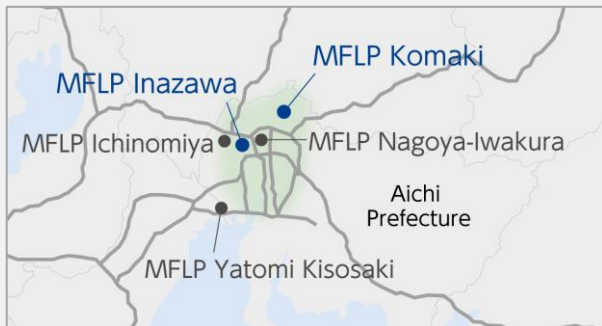 MFLP Komaki
MFLP Inazawa
MFLP Ichinomiya
MFLP Nagoya-Iwakura
Aichi
Prefecture
MFLP Yatomi Kisosaki